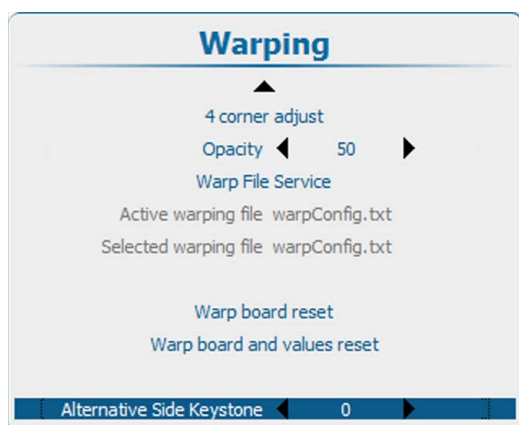 Warping
4 corner adjust
Opacity 50
Warp File Service
Active warping file warpConfig.txt
Selected warping file warpConfig.txt
Warp board reset
Warp board and values reset
Alternative Side Keystone 0